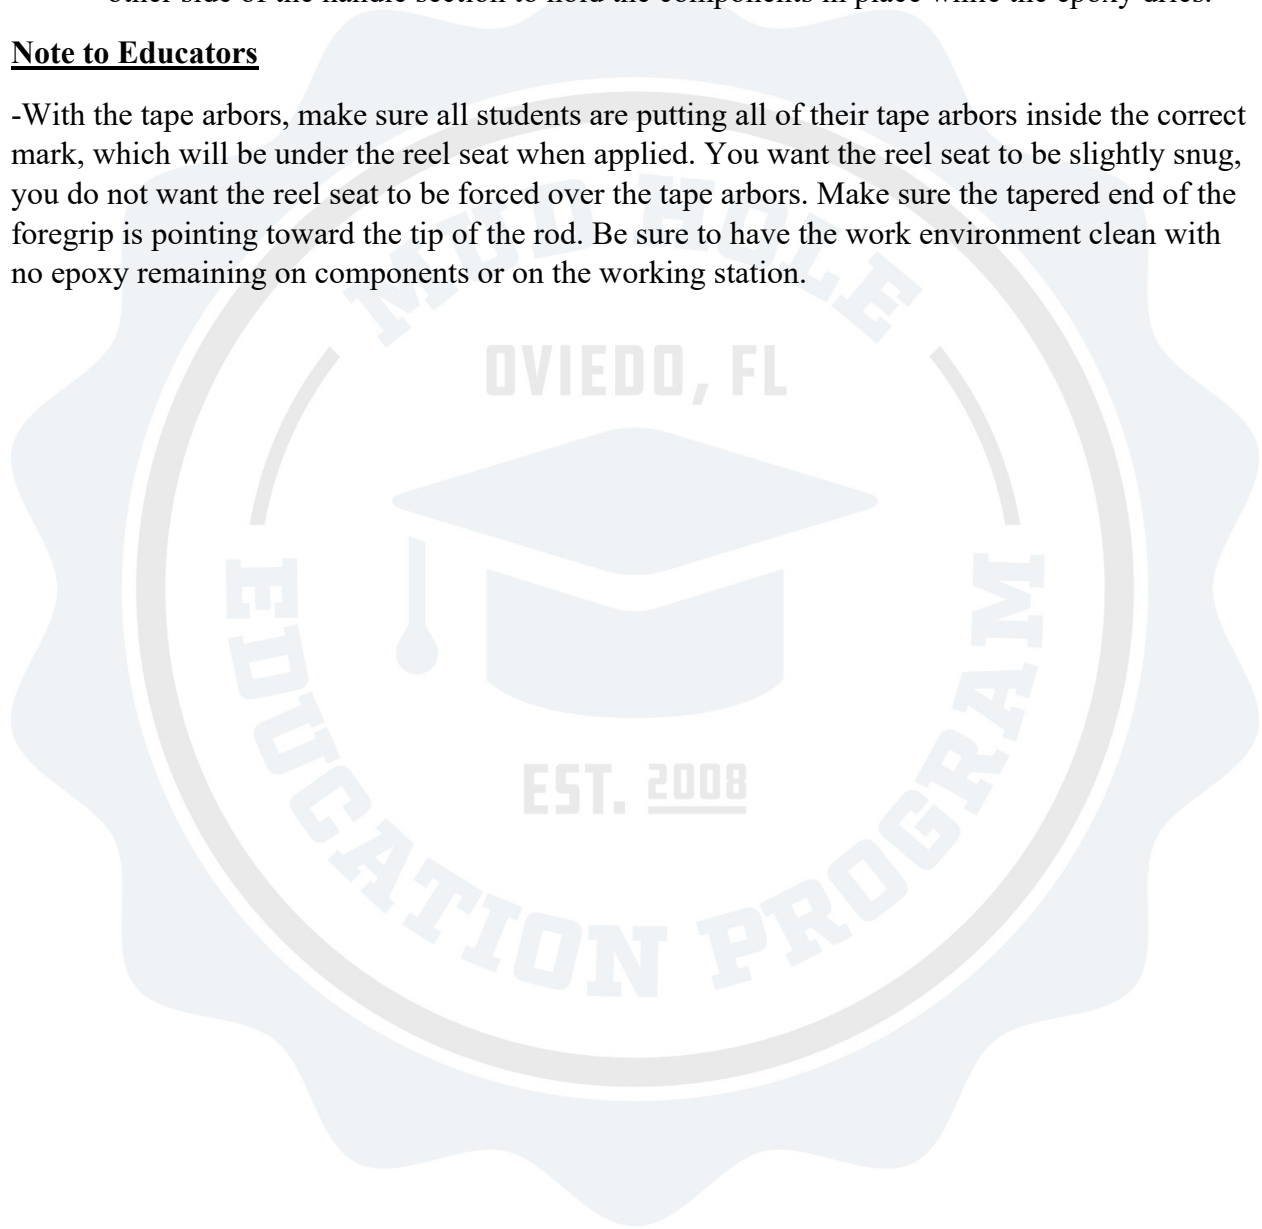 other side of the handle section to hold the components in place while the epoxy dries.
Note to Educators
-With the tape arbors, make sure all students are putting all of their tape arbors inside the correct
mark, which will be under the reel seat when applied. You want the reel seat to be slightly snug,
you do not want the reel seat to be forced over the tape arbors. Make sure the tapered end of the
foregrip is pointing toward the tip of the rod. Be sure to have the work environment clean with
no epoxy remaining on components or on the working station.
MUD HOLE
OVIEDO, FL
EST. 2008
EDUCATION PROGRAM